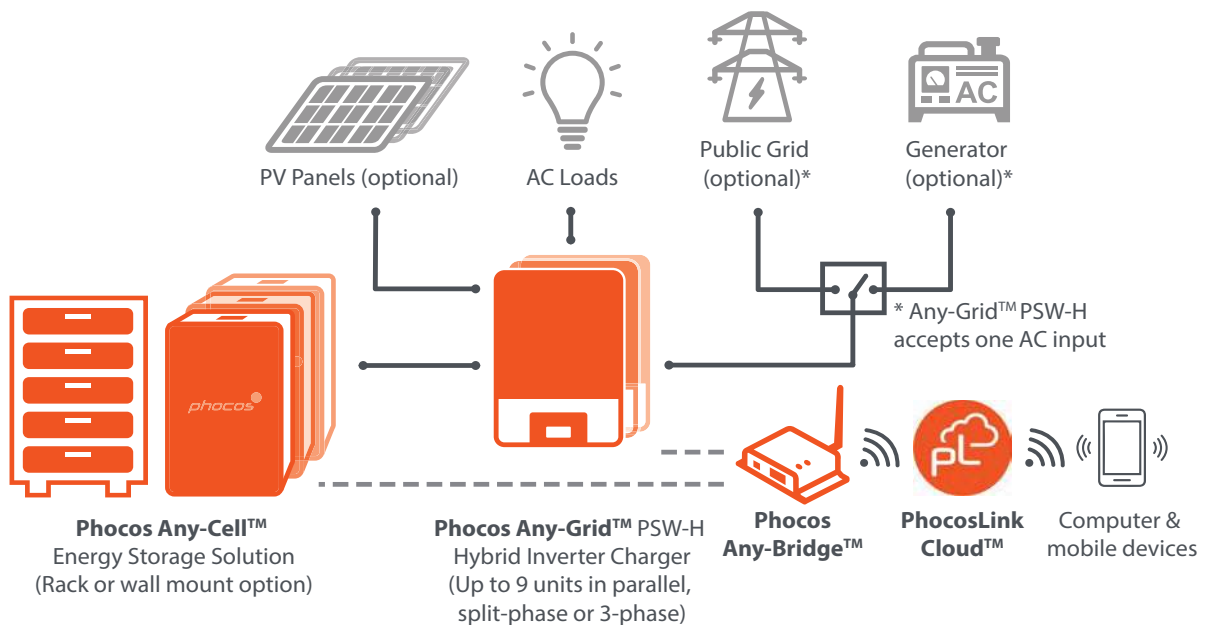 AC
PV Panels (optional)
AC Loads
Public Grid
(optional)*
Generator
(optional)*
* Any-Grid™ PSW-H
accepts one AC input
phocos
pL
Phocos Any-Cell™
Energy Storage Solution
(Rack or wall mount option)
Phocos Any-Grid™ PSW-H
Hybrid Inverter Charger
(Up to 9 units in parallel,
split-phase or 3-phase)
Phocos
Any-Bridge™
PhocosLink
Cloud™
Computer &
mobile devices